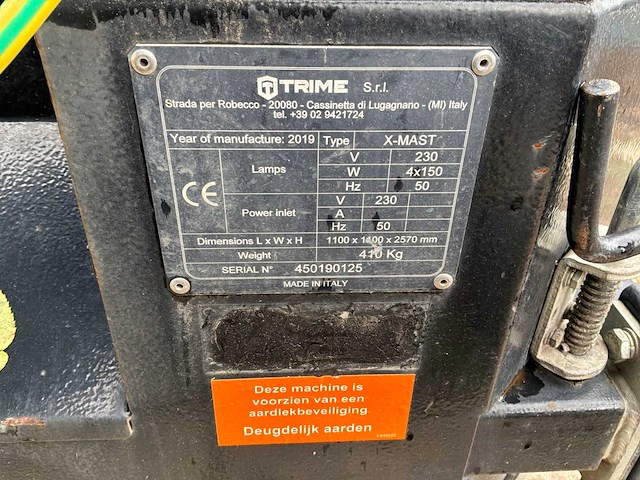 TRIME S.r.l.
Strada per Robecco - 20080 - Cassinetta di Lugagnano - (MI) Italy
tel. +39 02 9421724
Year of manufacture: 2019 Type X-MAST
CE
Lamps
V 230
W 4x150
Hz 50
Power inlet
V 230
A
Hz 50
Dimensions L x W x H 1100 x 1100 x 2570 mm
Weight 410 Kg
SERIAL N° 450190125
MADE IN ITALY
Deze machine is
voorzien van een
aardlekbeveiliging
Deugdelijk aarden